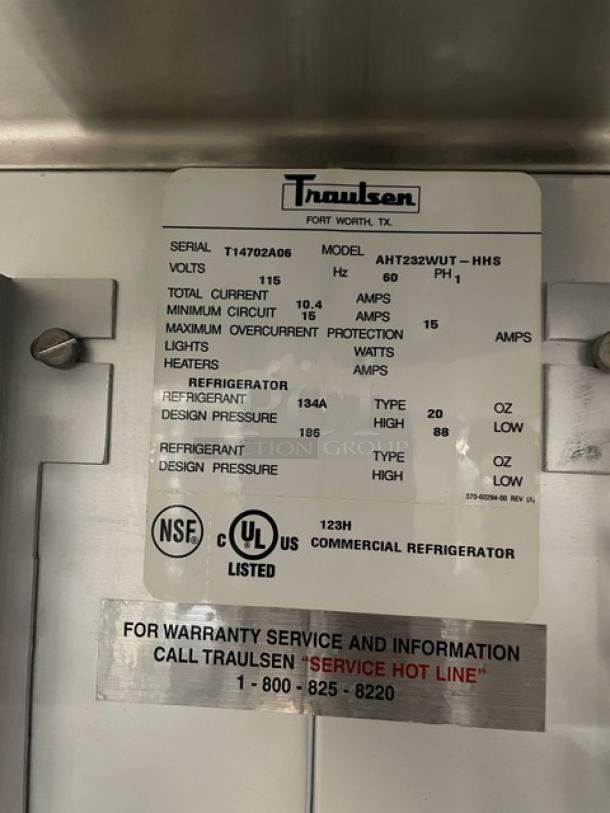 Traulsen
FORT WORTH, TX.
SERIAL T14702A06 MODEL AHT232WUT-HHS
VOLTS 115 Hz 60 PH 1
TOTAL CURRENT 10.4 AMPS
MINIMUM CIRCUIT 15 AMPS
MAXIMUM OVERCURRENT PROTECTION 15 AMPS
LIGHTS WATTS
HEATERS AMPS
REFRIGERATOR
REFRIGERANT 134A TYPE 20 OZ
DESIGN PRESSURE 186 HIGH 88 LOW
REFRIGERANT TYPE OZ
DESIGN PRESSURE HIGH LOW
370-60294-00 REV (A)
NSF®
C UL US
LISTED
123H
COMMERCIAL REFRIGERATOR
FOR WARRANTY SERVICE AND INFORMATION
CALL TRAULSEN "SERVICE HOT LINE"
1 - 800 - 825 - 8220